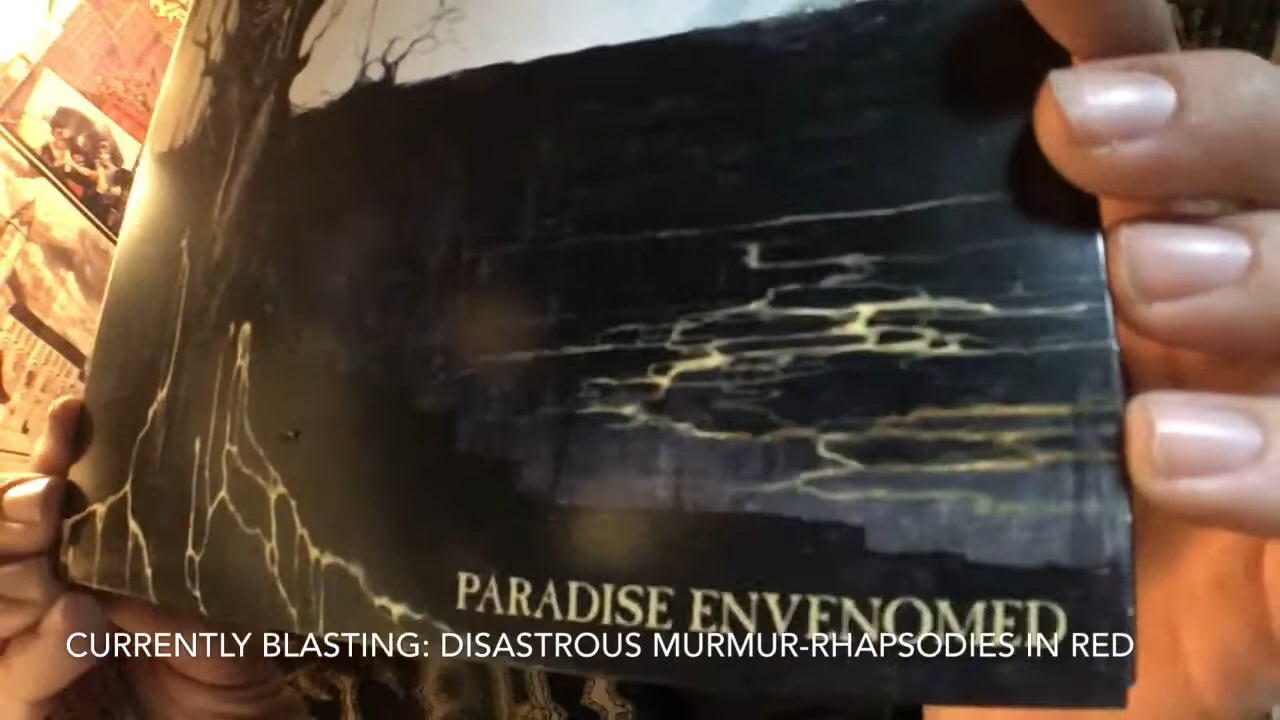 PARADISE ENVENOMED
CURRENTLY BLASTING: DISASTROUS MURMUR-RHAPSODIES IN RED